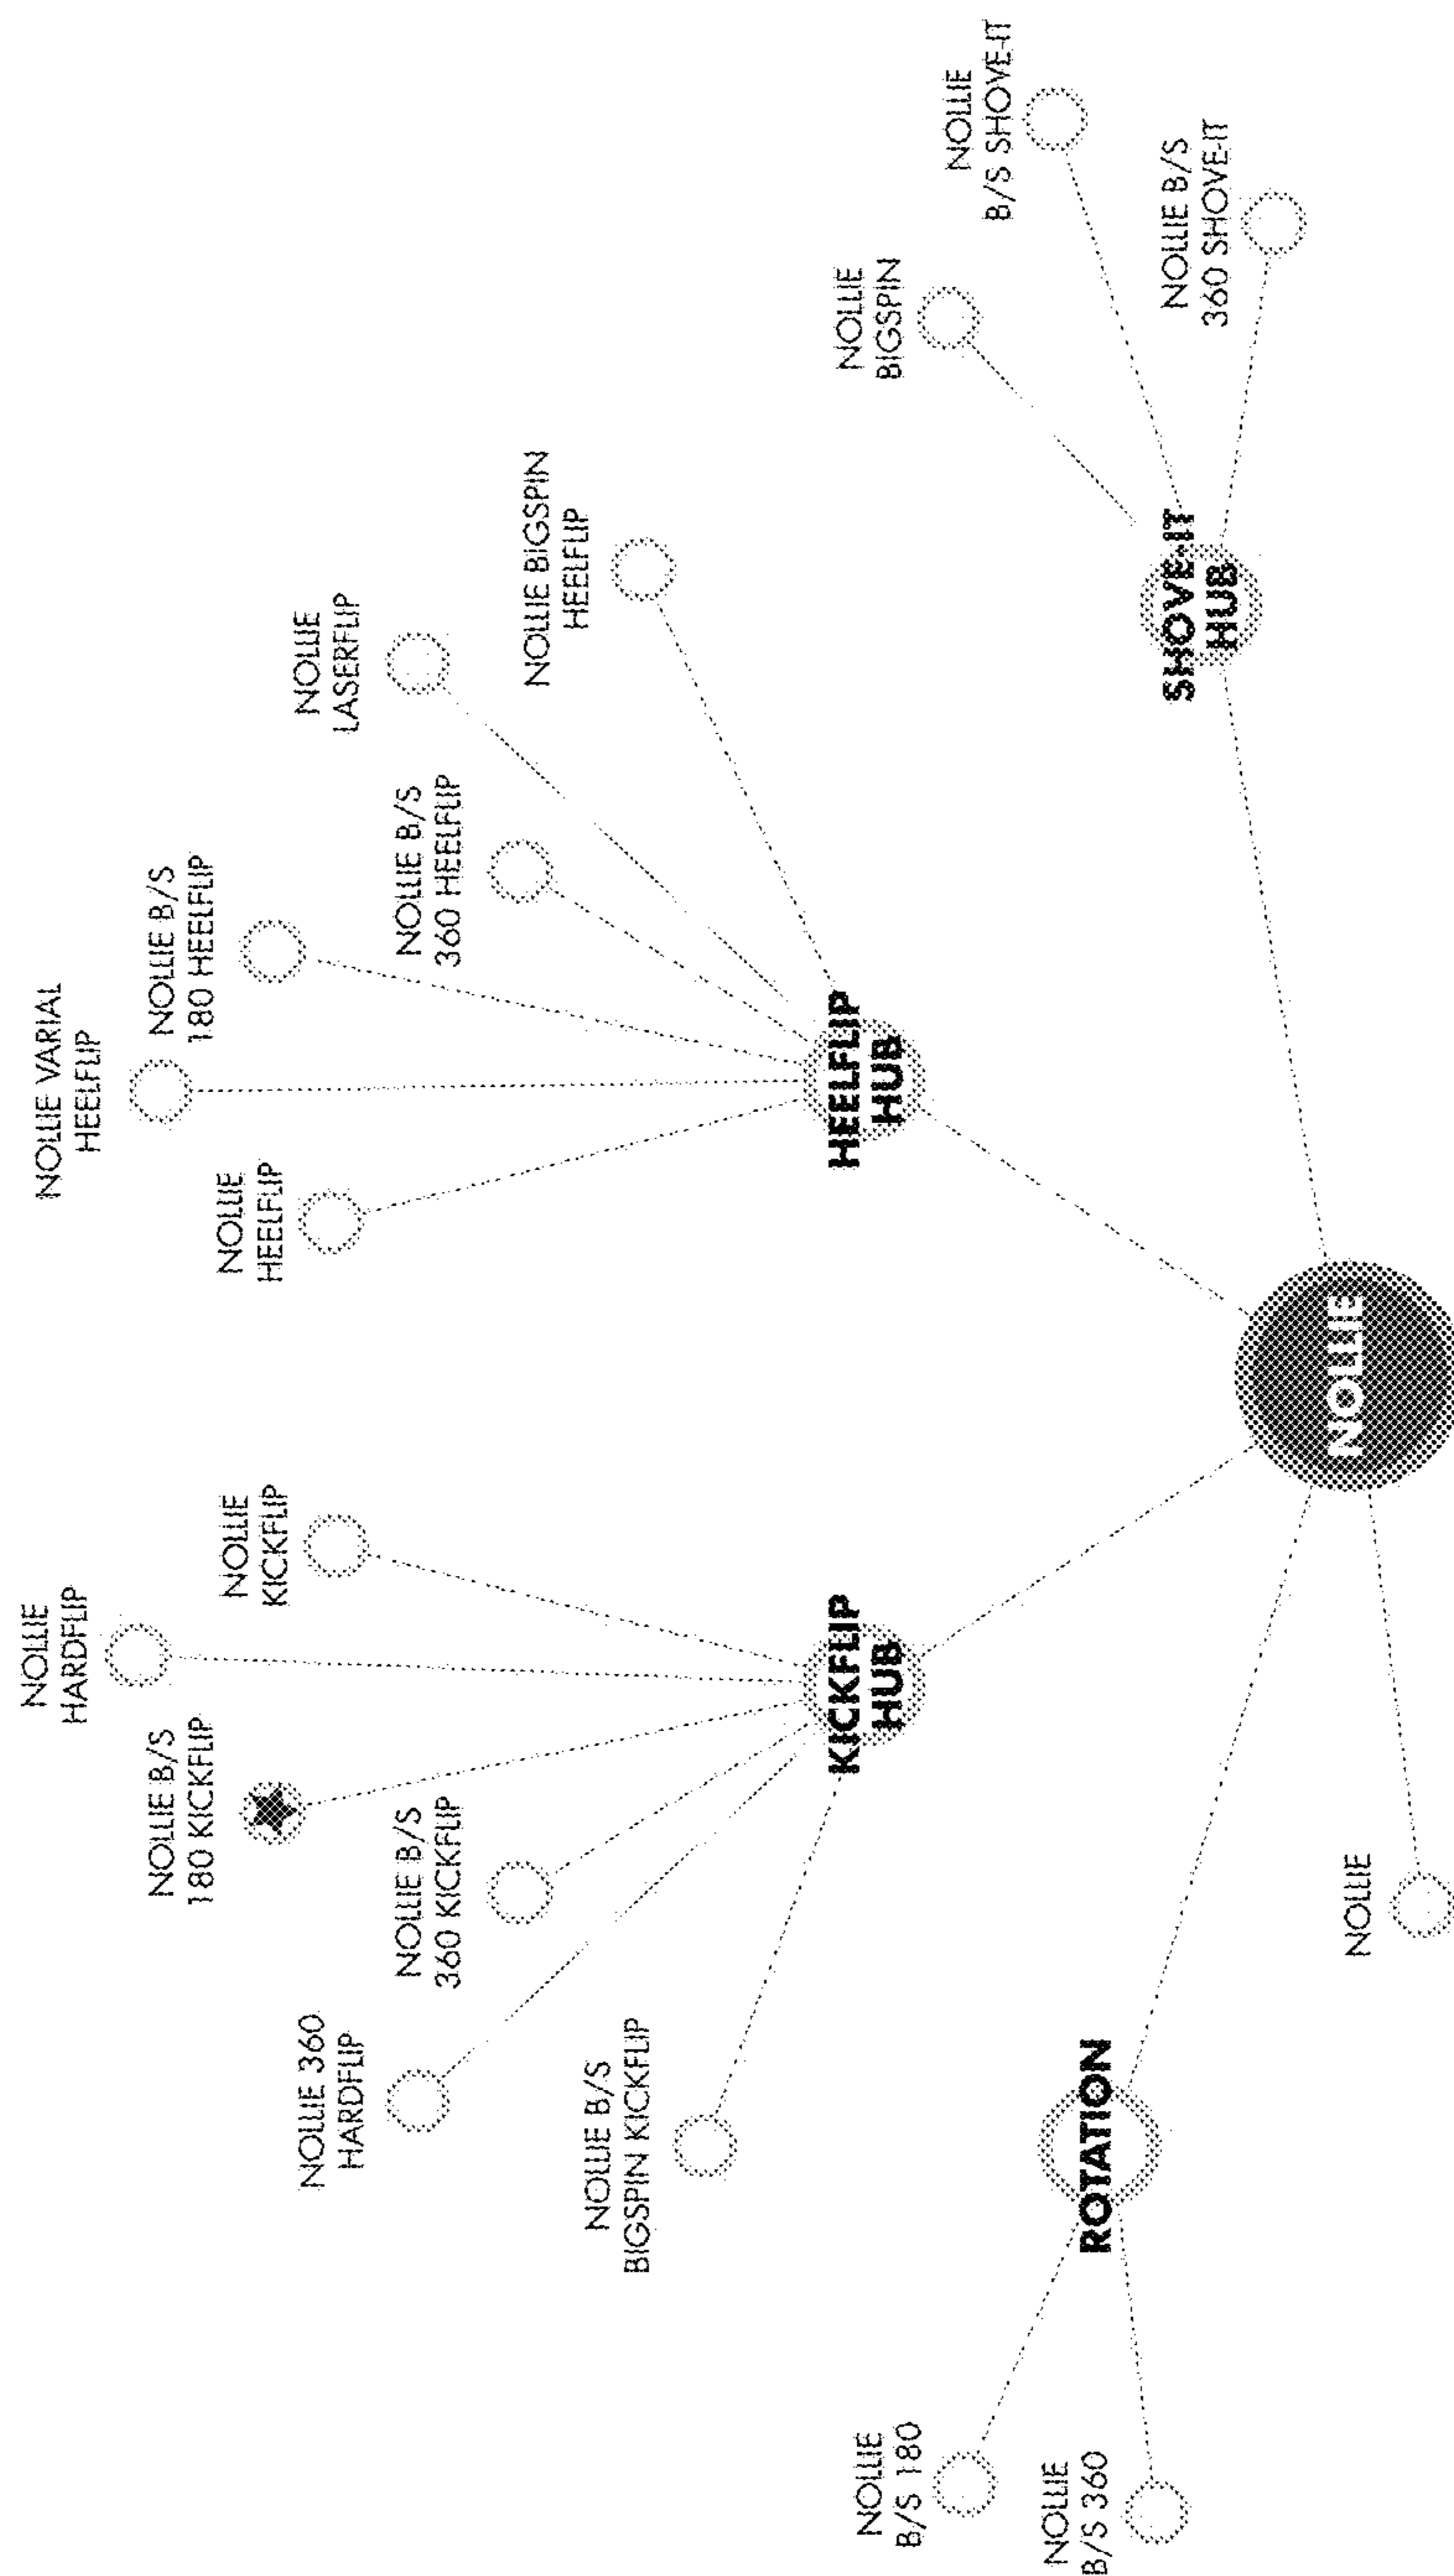 NOLLIE
B/S 360
NOLLIE
B/S 180
ROTATION
NOLLIE
NOLLIE B/S
BIGSPIN KICKFLIP
NOLLIE 360
HARDFLIP
NOLLIE B/S
360 KICKFLIP
NOLLIE B/S
180 KICKFLIP
NOLLIE
HARDFLIP
NOLLIE
KICKFLIP
KICKFLIP
HUB
NOLLIE
NOLLIE
HEELFLIP
NOLLIE VARIAL
HEELFLIP
NOLLIE B/S
180 HEELFLIP
NOLLIE B/S
360 HEELFLIP
NOLLIE
LASERFLIP
NOLLIE BIGSPIN
HEELFLIP
HEELFLIP
HUB
SHOVE-IT
HUB
NOLLIE
BIGSPIN
NOLLIE
B/S SHOVE-IT
NOLLIE B/S
360 SHOVE-IT